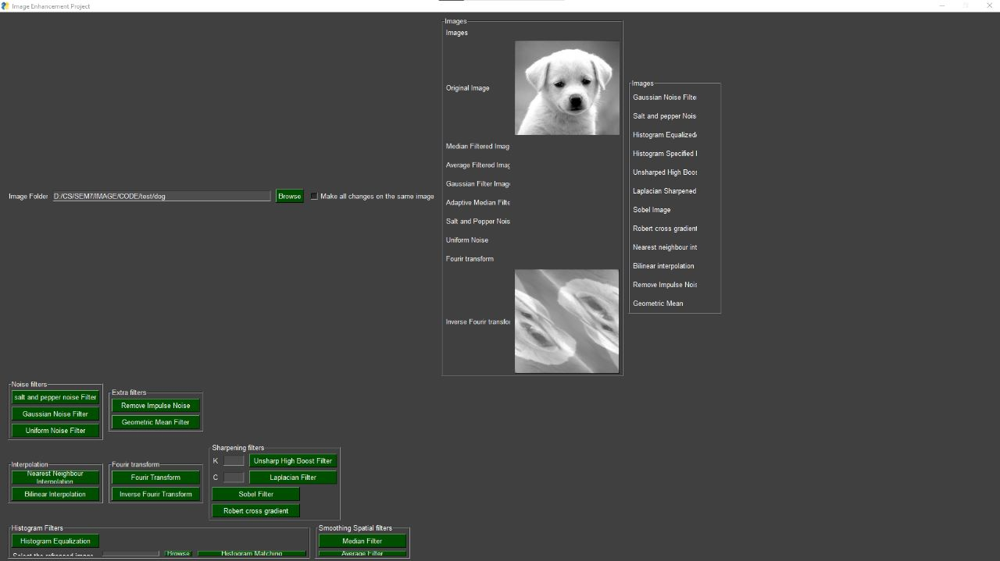 Image Enhancement Project
Images
Images
Original Image
Median Filtered Imag
Average Filtered Imag
Gaussian Filter Image
Adaptive Median Filte
Salt and Pepper Nois
Uniform Noise
Fourir transform
Inverse Fourir transfo
Images
Gaussian Noise Filte
Salt and pepper Nois
Histogram Equalized
Histogram Specified I
Unsharped High Boos
Laplacian Sharpened
Sobel Image
Robert cross gradient
Nearest neighbour int
Bilinear interpolation
Remove Impulse Nois
Geometric Mean
Image Folder D:/CS/SEM7/IMAGE/CODE/test/dog Browse Make all changes on the same image
Noise filters
salt and pepper noise Filter
Gaussian Noise Filter
Uniform Noise Filter
Extra filters
Remove Impulse Noise
Geometric Mean Filter
Interpolation
Nearest Neighbour
Interpolation
Bilinear Interpolation
Fourir transform
Fourir Transform
Inverse Fourir Transform
Sharpening filters
K Unsharp High Boost Filter
C Laplacian Filter
Sobel Filter
Robert cross gradient
Histogram Filters
Histogram Equalization
Select the refrenced image Browse Histogram Matching
Smoothing Spatial filters
Median Filter
Average Filter